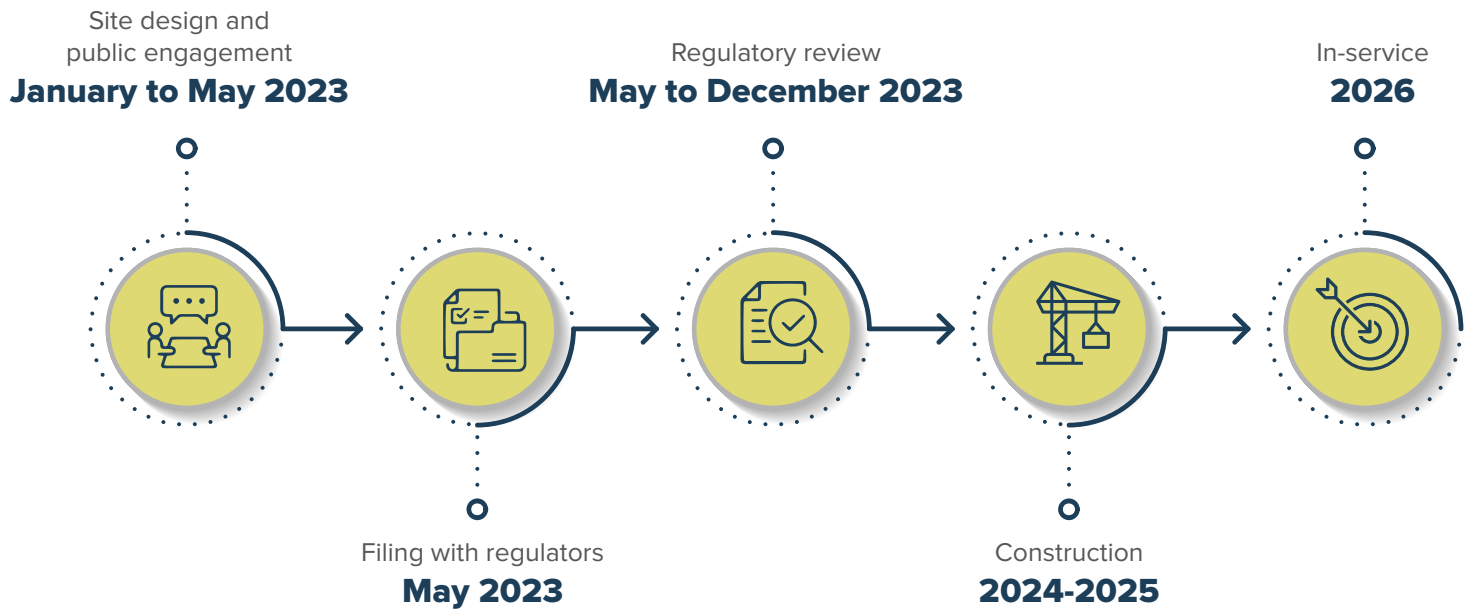 Site design and
public engagement
January to May 2023
Filing with regulators
May 2023
Regulatory review
May to December 2023
Construction
2024-2025
In-service
2026